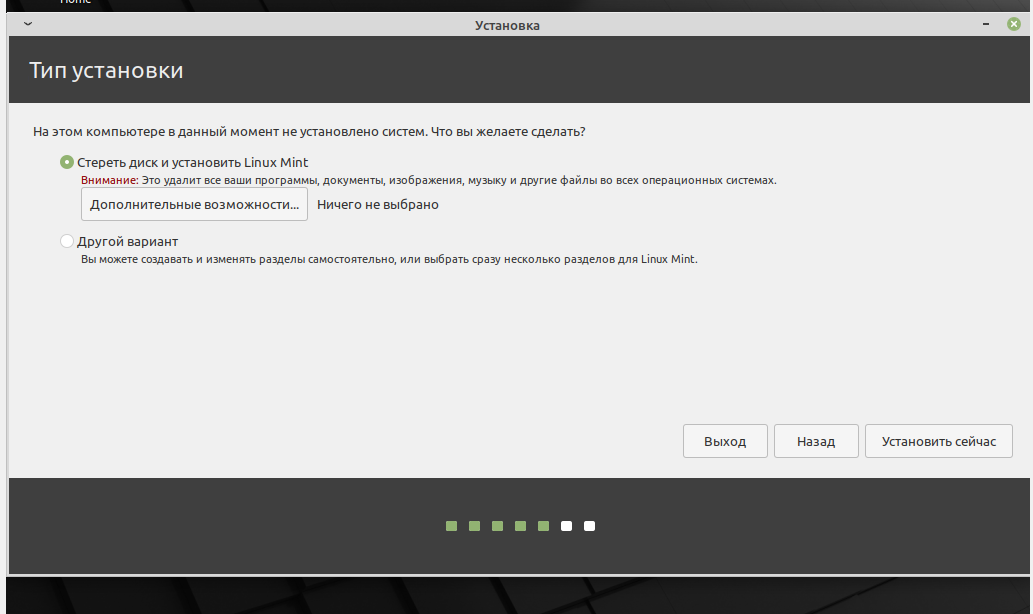 Home
Установка
Тип установки
На этом компьютере в данный момент не установлено систем. Что вы желаете сделать?
Стереть диск и установить Linux Mint
Внимание: Это удалит все ваши программы, документы, изображения, музыку и другие файлы во всех операционных системах.
Дополнительные возможности... Ничего не выбрано
Другой вариант
Вы можете создавать и изменять разделы самостоятельно, или выбрать сразу несколько разделов для Linux Mint.
Выход Назад Установить сейчас